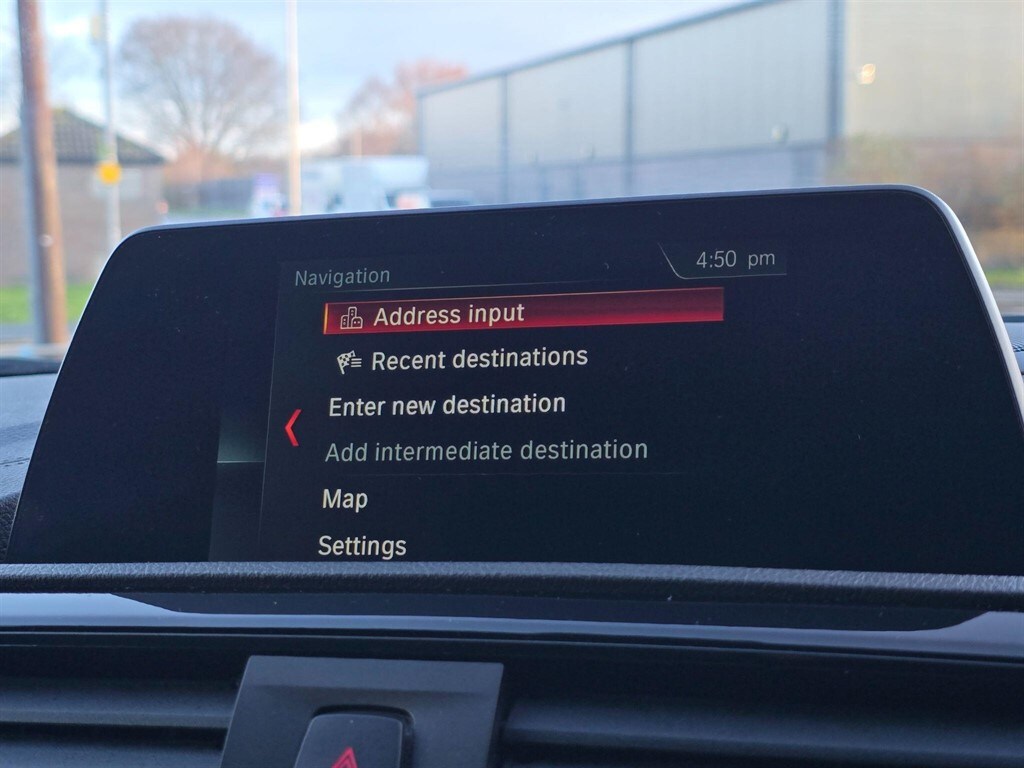 Navigation
4:50 pm
Address input
Recent destinations
Enter new destination
Add intermediate destination
Map
Settings